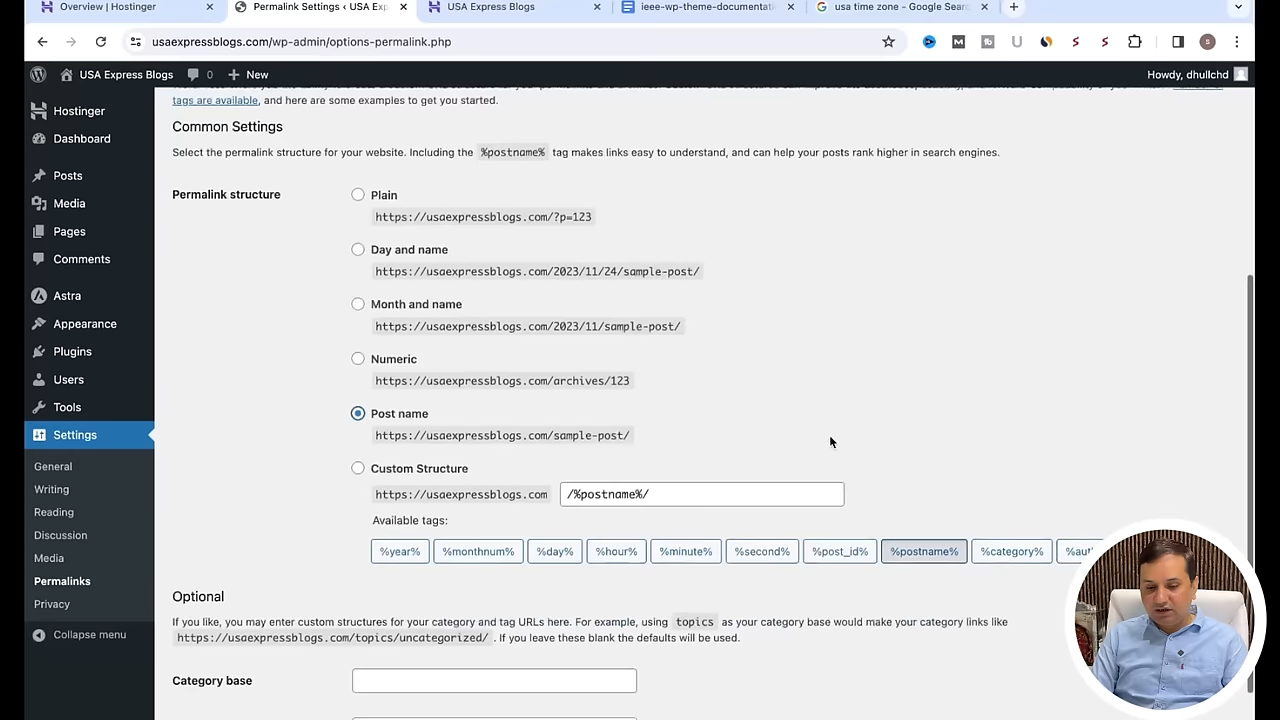 Overview | Hostinger
Permalink Settings ‹ USA Exp
USA Express Blogs
ieee-wp-theme-documentati
usa time zone - Google Sear
usaexpressblogs.com/wp-admin/options-permalink.php
USA Express Blogs
0
New
Howdy, dhullchd
Hostinger
Dashboard
Posts
Media
Pages
Comments
Astra
Appearance
Plugins
Users
Tools
Settings
General
Writing
Reading
Discussion
Media
Permalinks
Privacy
Collapse menu
tags are available, and here are some examples to get you started.
Common Settings
Select the permalink structure for your website. Including the %postname% tag makes links easy to understand, and can help your posts rank higher in search engines.
Permalink structure
Plain
https://usaexpressblogs.com/?p=123
Day and name
https://usaexpressblogs.com/2023/11/24/sample-post/
Month and name
https://usaexpressblogs.com/2023/11/sample-post/
Numeric
https://usaexpressblogs.com/archives/123
Post name
https://usaexpressblogs.com/sample-post/
Custom Structure
https://usaexpressblogs.com /%postname%/
Available tags:
%year% %monthnum% %day% %hour% %minute% %second% %post_id% %postname% %category% %aut
Optional
If you like, you may enter custom structures for your category and tag URLs here. For example, using topics as your category base would make your category links like
https://usaexpressblogs.com/topics/uncategorized/ . If you leave these blank the defaults will be used.
Category base